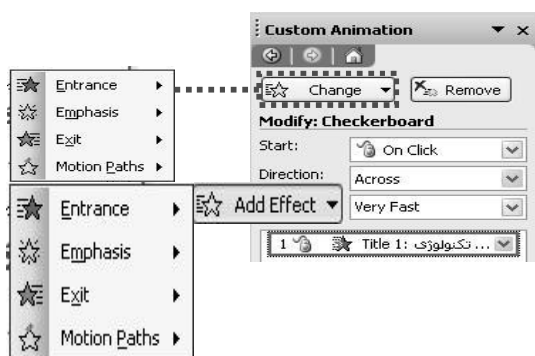 Custom Animation
Change
Remove
Modify: Checkerboard
Start:
On Click
Direction:
Across
Very Fast
1 Title 1: تکنولوژی ...
Entrance
Emphasis
Exit
Motion Paths
Add Effect
Entrance
Emphasis
Exit
Motion Paths